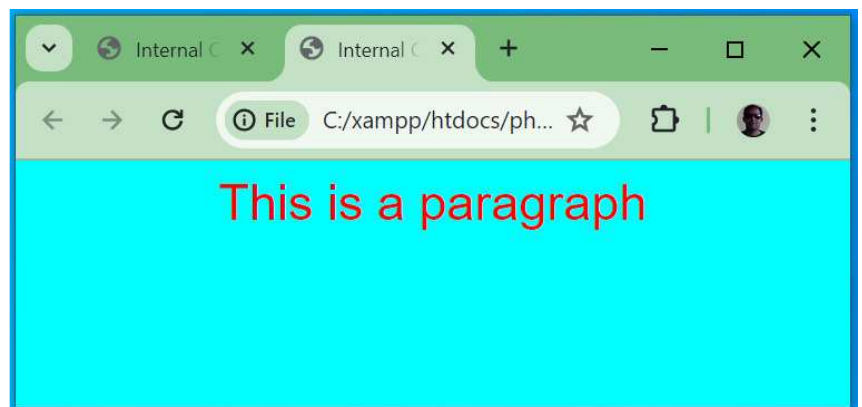 Internal C
Internal C
File C:/xampp/htdocs/ph...
This is a paragraph